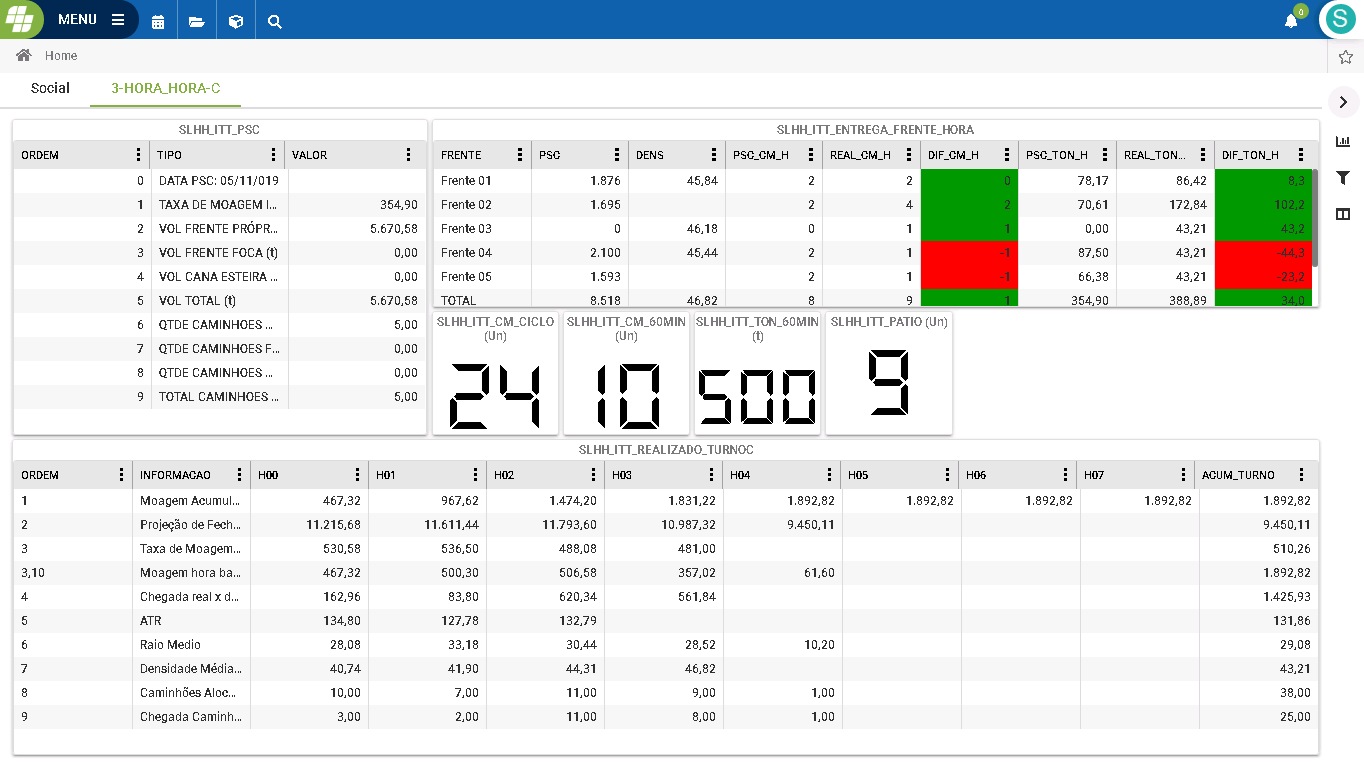 MENU
0
S
Home
Social 3-HORA_HORA-C
SLHH_ITT_PSC
ORDEM TIPO VALOR
0 DATA PSC: 05/11/019
1 TAXA DE MOAGEM I... 354,90
2 VOL FRENTE PRÓPR... 5.670,58
3 VOL FRENTE FOCA (t) 0,00
4 VOL CANA ESTEIRA ... 0,00
5 VOL TOTAL (t) 5.670,58
6 QTDE CAMINHOES ... 5,00
7 QTDE CAMINHOES F... 0,00
8 QTDE CAMINHOES ... 0,00
9 TOTAL CAMINHOES ... 5,00
SLHH_ITT_ENTREGA_FRENTE_HORA
FRENTE PSC DENS PSC_CM_H REAL_CM_H DIF_CM_H PSC_TON_H REAL_TON... DIF_TON_H
Frente 01 1.876 45,84 2 2 0 78,17 86,42 8,3
Frente 02 1.695 2 4 2 70,61 172,84 102,2
Frente 03 0 46,18 0 1 1 0,00 43,21 43,2
Frente 04 2.100 45,44 2 1 -1 87,50 43,21 -44,3
Frente 05 1.593 2 1 -1 66,38 43,21 -23,2
TOTAL 8.518 46,82 8 9 1 354,90 388,89 34,0
SLHH_ITT_CM_CICLO
(Un)
24
SLHH_ITT_CM_60MIN
(Un)
10
SLHH_ITT_TON_60MIN
(t)
500
SLHH_ITT_PATIO (Un)
9
SLHH_ITT_REALIZADO_TURNOC
ORDEM INFORMACAO H00 H01 H02 H03 H04 H05 H06 H07 ACUM_TURNO
1 Moagem Acumul... 467,32 967,62 1.474,20 1.831,22 1.892,82 1.892,82 1.892,82 1.892,82 1.892,82
2 Projeção de Fech... 11.215,68 11.611,44 11.793,60 10.987,32 9.450,11 9.450,11
3 Taxa de Moagem... 530,58 536,50 488,08 481,00 510,26
3,10 Moagem hora ba... 467,32 500,30 506,58 357,02 61,60 1.892,82
4 Chegada real x d... 162,96 83,80 620,34 561,84 1.425,93
5 ATR 134,80 127,78 132,79 131,86
6 Raio Medio 28,08 33,18 30,44 28,52 10,20 29,08
7 Densidade Média... 40,74 41,90 44,31 46,82 43,21
8 Caminhões Aloc... 10,00 7,00 11,00 9,00 1,00 38,00
9 Chegada Caminh... 3,00 2,00 11,00 8,00 1,00 25,00